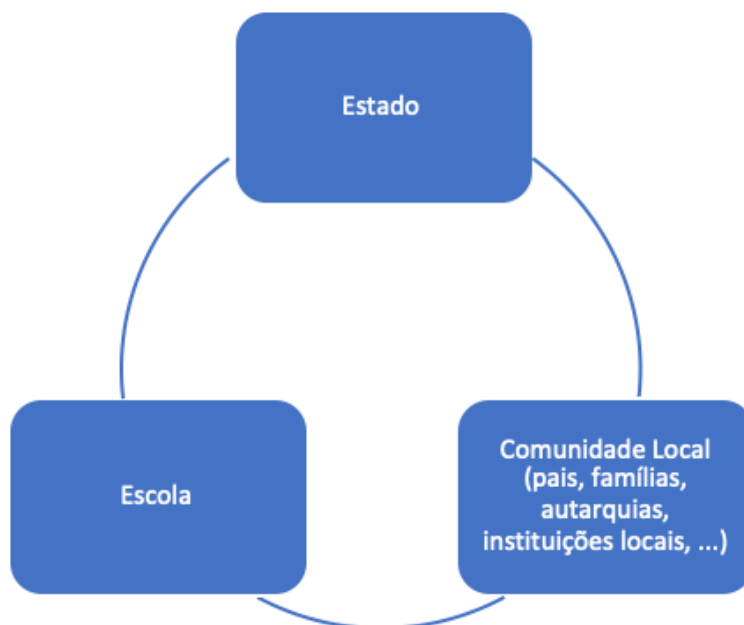 Estado
Escola
Comunidade Local
(pais, famílias,
autarquias,
instituições locais, ...)